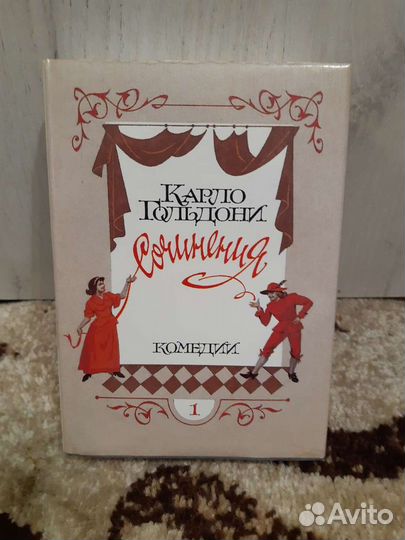 Карло
Гольдони
Сочинения
Комедии
1
Avito